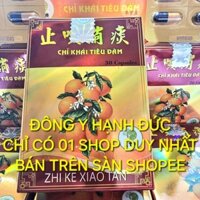 止咳消痰
CHỈ KHÁI TIÊU ĐÀM
30 Capsules
ĐÔNG Y HẠNH ĐỨC
CHỈ CÓ 01 SHOP DUY NHẤT
BÁN TRÊN SÀN SHOPEE
ZHI KE XIAO TAN